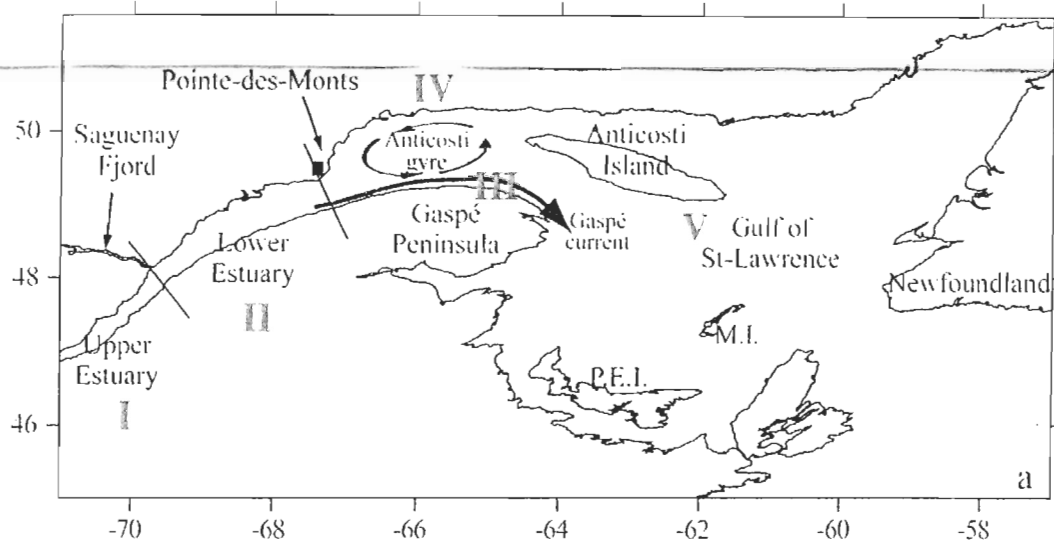 Pointe-des-Monts
IV
50
Saguenay
Fjord
Anticosti
gyre
Anticosti
Island
III
Gaspé
Peninsula
Gaspé
current
V
Gulf of
St-Lawrence
Lower
Estuary
48
Newfoundland
II
M.I.
Upper
Estuary
P.E.I.
I
46
a
-70
-68
-66
-64
-62
-60
-58